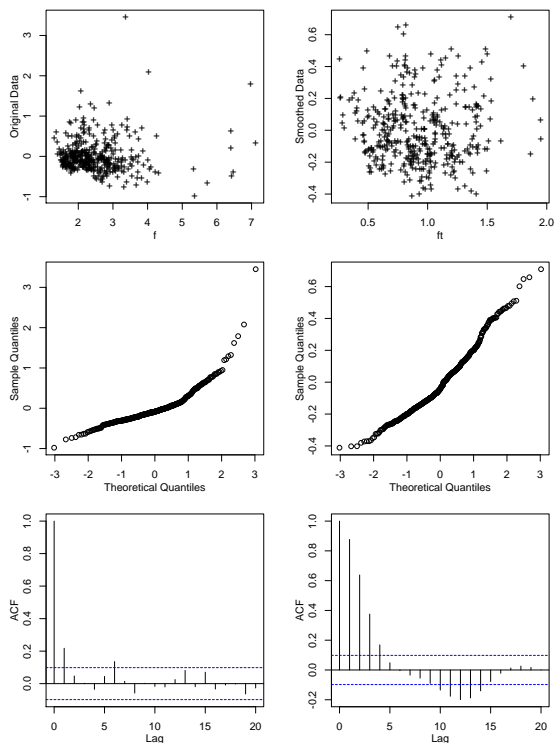 Original Data
3
2
1
0
-1
2 3 4 5 6 7
f
Smoothed Data
0.6
0.4
0.2
0.0
-0.2
-0.4
0.5 1.0 1.5 2.0
ft
Sample Quantiles
3
2
1
0
-1
-3 -2 -1 0 1 2 3
Theoretical Quantiles
Sample Quantiles
0.6
0.4
0.2
0.0
-0.2
-0.4
-3 -2 -1 0 1 2 3
Theoretical Quantiles
ACF
1.0
0.8
0.6
0.4
0.2
0.0
0 5 10 15 20
Lag
ACF
1.0
0.8
0.6
0.4
0.2
0.0
-0.2
0 5 10 15 20
Lag